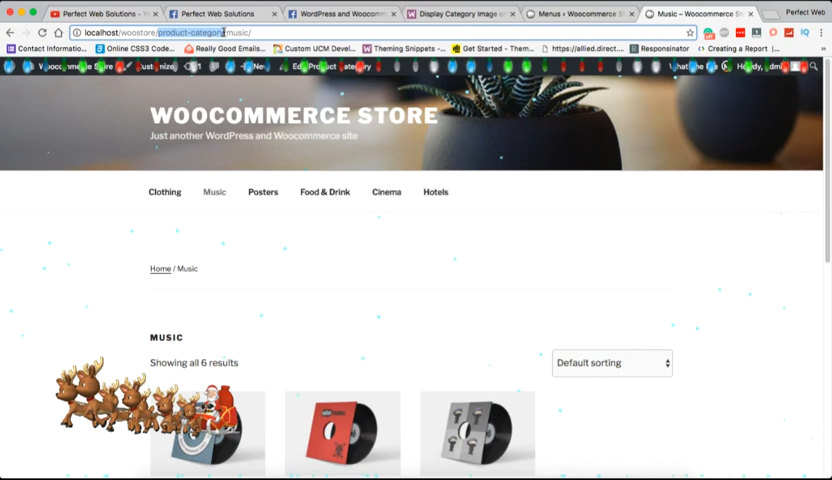 Perfect Web Solutions - Yo
Perfect Web Solutions
WordPress and Woocomm
Display Category Image o
Menus ‹ Woocommerce S
Music – Woocommerce St
Perfect Web
localhost/woostore/product-category/music/
Contact Informatio...
Online CSS3 Code...
Really Good Emails...
Custom UCM Devel...
Theming Snippets -...
Get Started - Them...
https://allied.direct....
Responsinator
Creating a Report |...
WOOCOMMERCE STORE
Just another WordPress and Woocommerce site
Clothing
Music
Posters
Food & Drink
Cinema
Hotels
Home / Music
MUSIC
Showing all 6 results
Default sorting